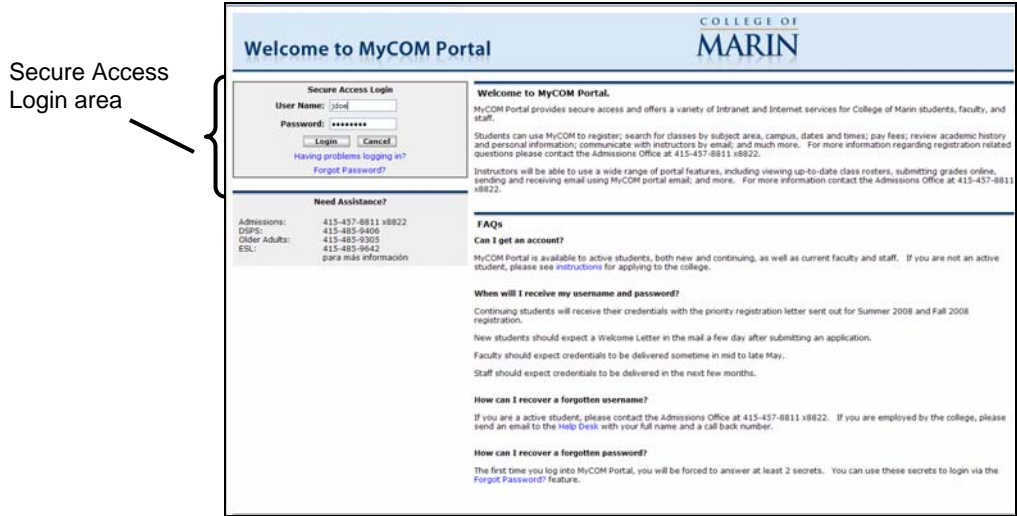 Secure Access
Login area
COLLEGE OF
MARIN
Welcome to MyCOM Portal
Secure Access Login
User Name: jdoe
Password: ••••••••
Login Cancel
Having problems logging in?
Forgot Password?
Need Assistance?
Admissions: 415-457-8811 x8822
DSPS: 415-485-9406
Older Adults: 415-485-9305
ESL: 415-485-9642
para más información
Welcome to MyCOM Portal.
MyCOM Portal provides secure access and offers a variety of Intranet and Internet services for College of Marin students, faculty, and
staff.
Students can use MyCOM to register; search for classes by subject area, campus, dates and times; pay fees; review academic history
and personal information; communicate with instructors by email; and much more. For more information regarding registration related
questions please contact the Admissions Office at 415-457-8811 x8822.
Instructors will be able to use a wide range of portal features, including viewing up-to-date class rosters, submitting grades online,
sending and receiving email using MyCOM portal email; and more. For more information contact the Admissions Office at 415-457-8811
x8822.
FAQs
Can I get an account?
MyCOM Portal is available to active students, both new and continuing, as well as current faculty and staff. If you are not an active
student, please see instructions for applying to the college.
When will I receive my username and password?
Continuing students will receive their credentials with the priority registration letter sent out for Summer 2008 and Fall 2008
registration.
New students should expect a Welcome Letter in the mail a few day after submitting an application.
Faculty should expect credentials to be delivered sometime in mid to late May.
Staff should expect credentials to be delivered in the next few months.
How can I recover a forgotten username?
If you are a active student, please contact the Admissions Office at 415-457-8811 x8822. If you are employed by the college, please
send an email to the Help Desk with your full name and a call back number.
How can I recover a forgotten password?
The first time you log into MyCOM Portal, you will be forced to answer at least 2 secrets. You can use these secrets to login via the
Forgot Password? feature.